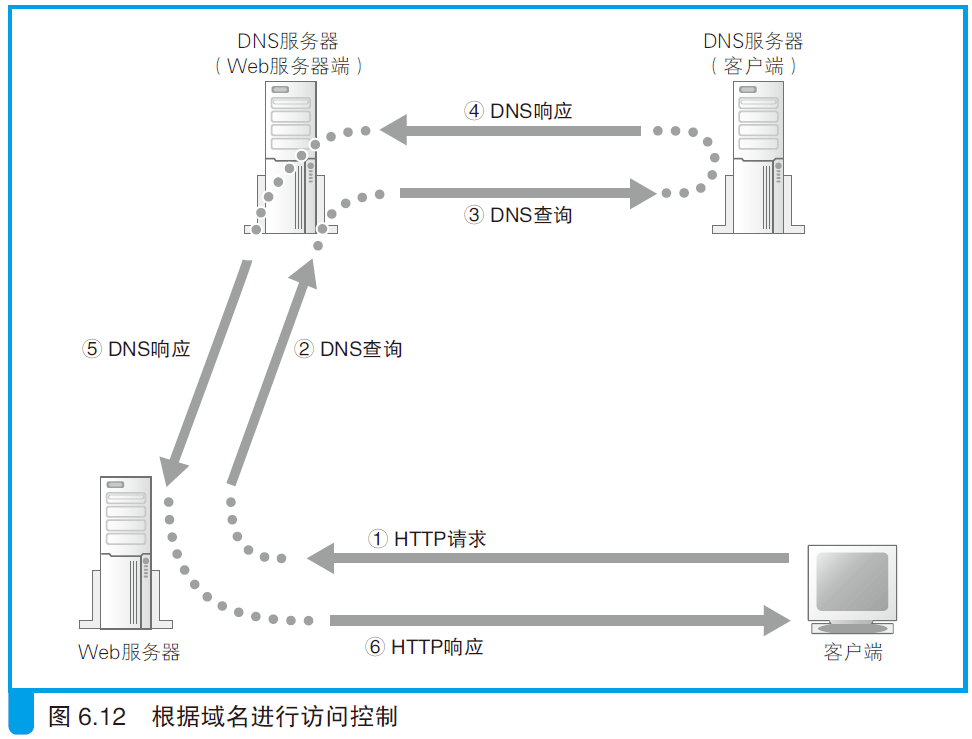 DNS服务器
（Web服务器端）
DNS服务器
（客户端）
④ DNS响应
③ DNS查询
⑤ DNS响应
② DNS查询
① HTTP请求
⑥ HTTP响应
Web服务器
客户端
图 6.12 根据域名进行访问控制